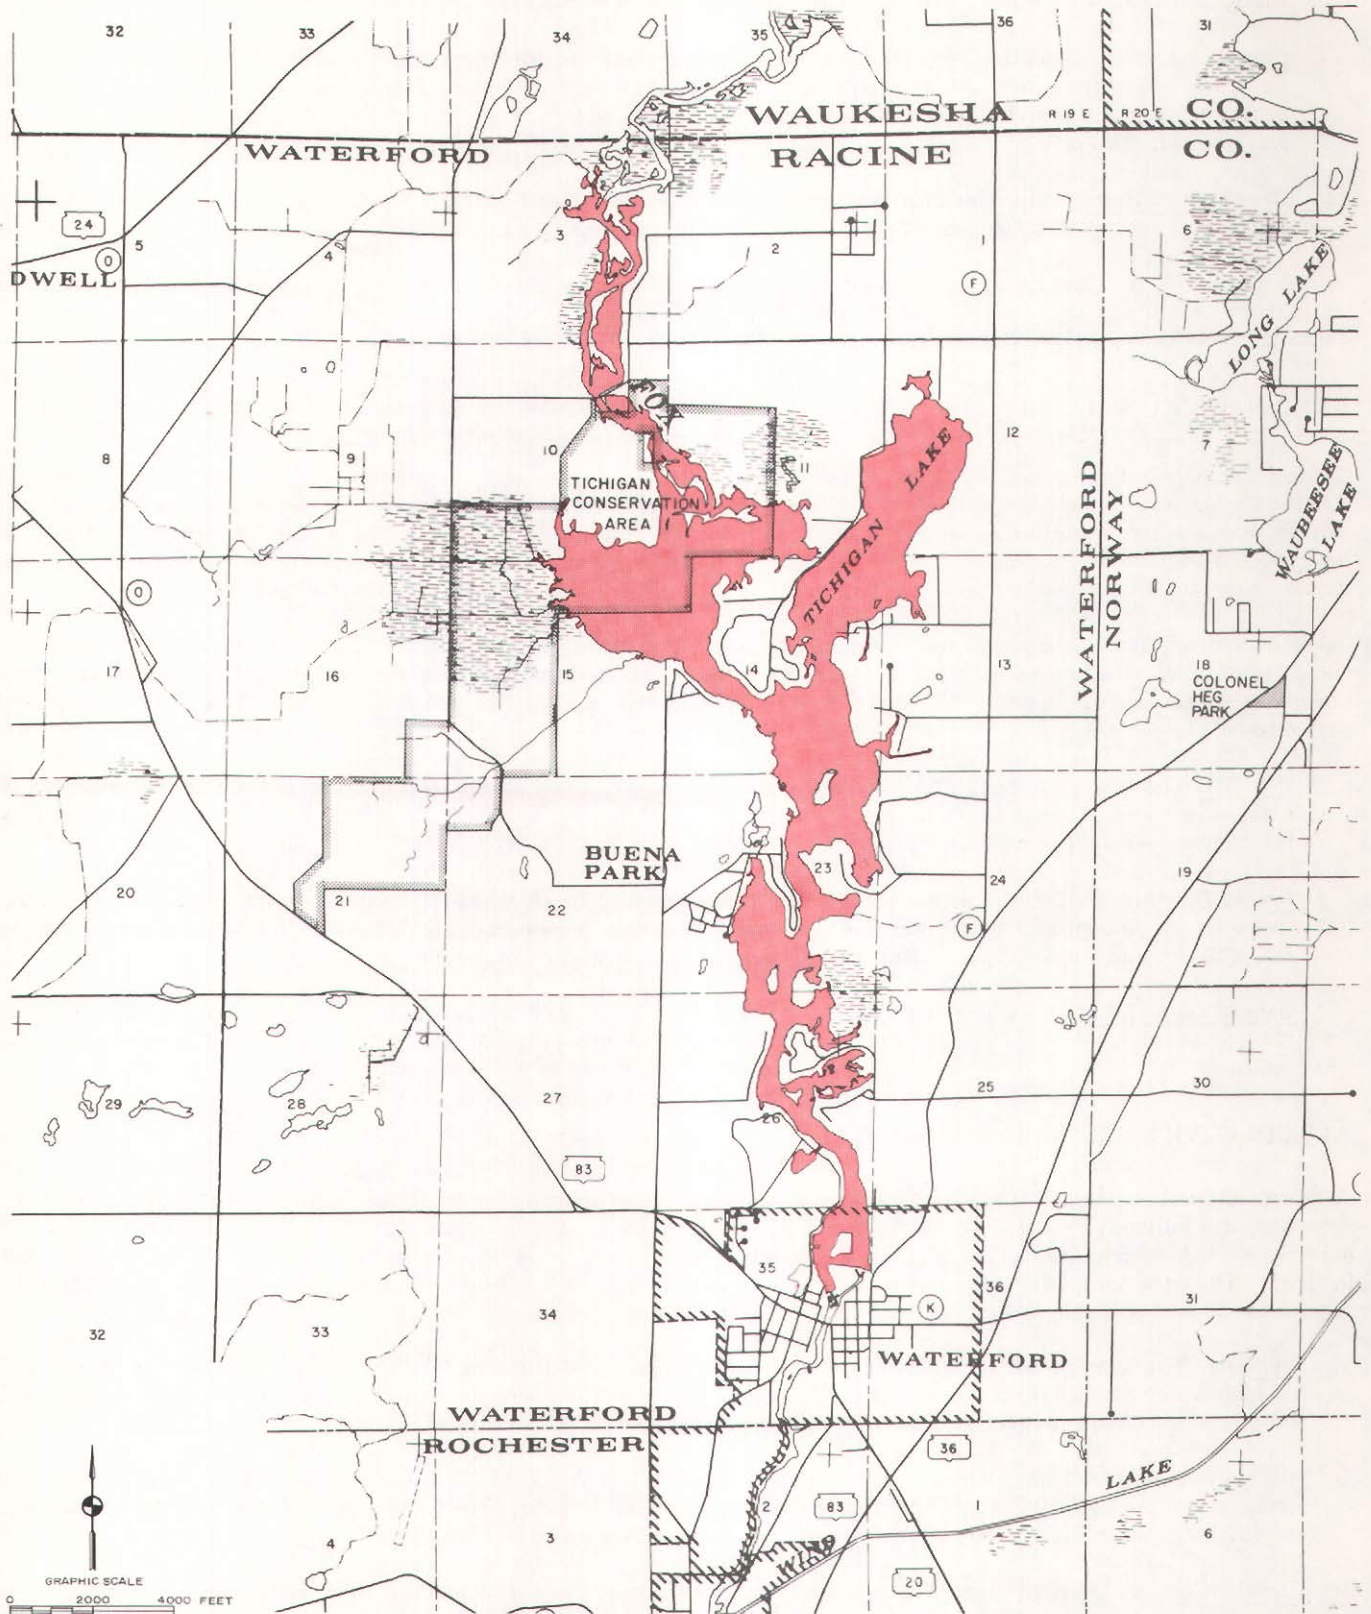 32
33
34
35
36
31
WAUKESHA
R 19 E
R 20 E
CO.
WATERFORD
RACINE
CO.
24
5
4
3
2
1
6
O
DWELL
F
LONG LAKE
FOX
8
9
10
11
12
7
TICHIGAN
CONSERVATION
AREA
TICHIGAN LAKE
WATERFORD
NORWAY
WAUBEESEE
LAKE
O
17
16
15
14
13
18
COLONEL
HEG
PARK
BUENA
PARK
20
21
22
23
24
19
F
29
28
27
26
25
30
83
35
36
31
32
33
34
K
WATERFORD
WATERFORD
ROCHESTER
36
LAKE
4
3
2
83
1
6
WIND
20
GRAPHIC SCALE
0 2000 4000 FEET